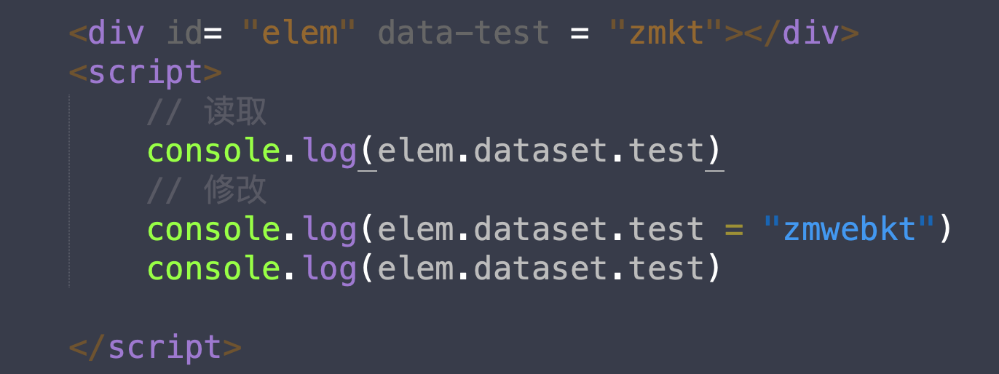 <div id= "elem" data-test = "zmkt"></div>
<script>
// 读取
console.log(elem.dataset.test)
// 修改
console.log(elem.dataset.test = "zmwebkt")
console.log(elem.dataset.test)
</script>